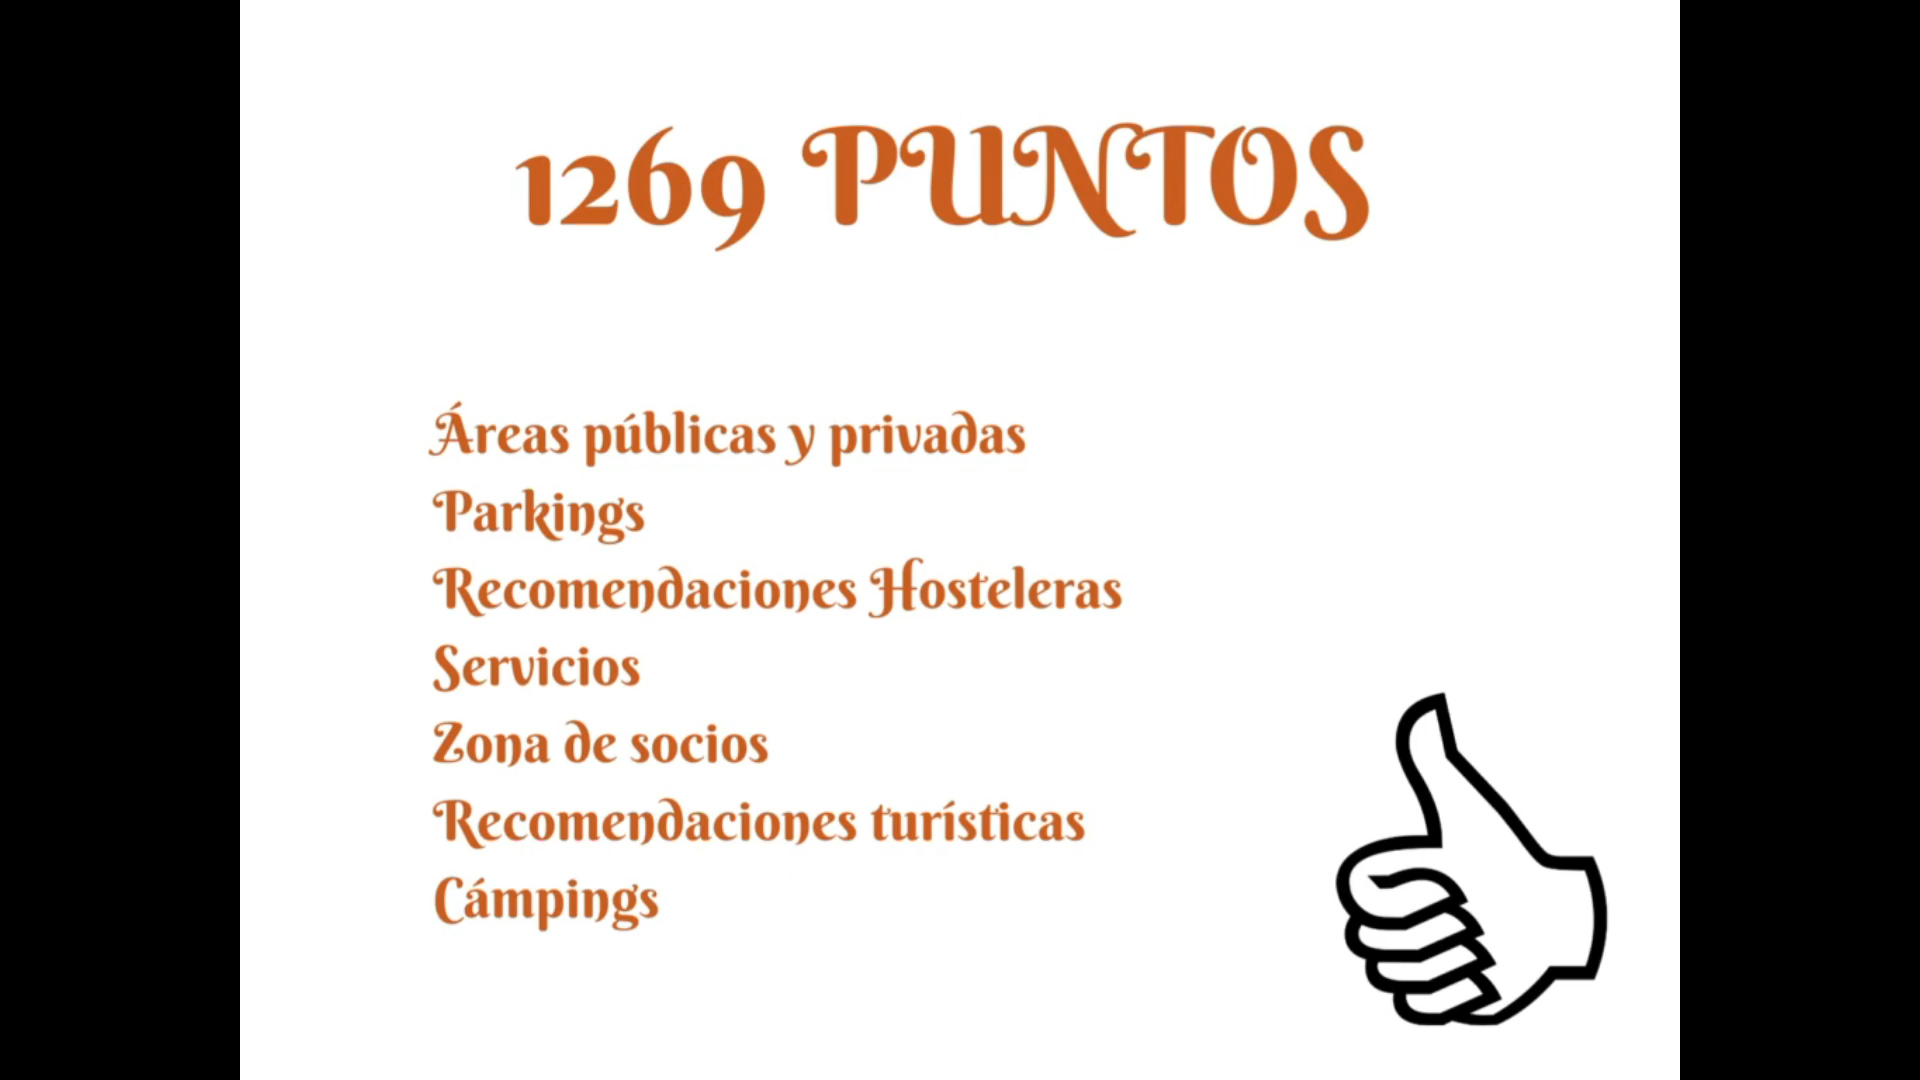 1269 PUNTOS
Áreas públicas y privadas
Parkings
Recomendaciones Hosteleras
Servicios
Zona de socios
Recomendaciones turísticas
Cámpings